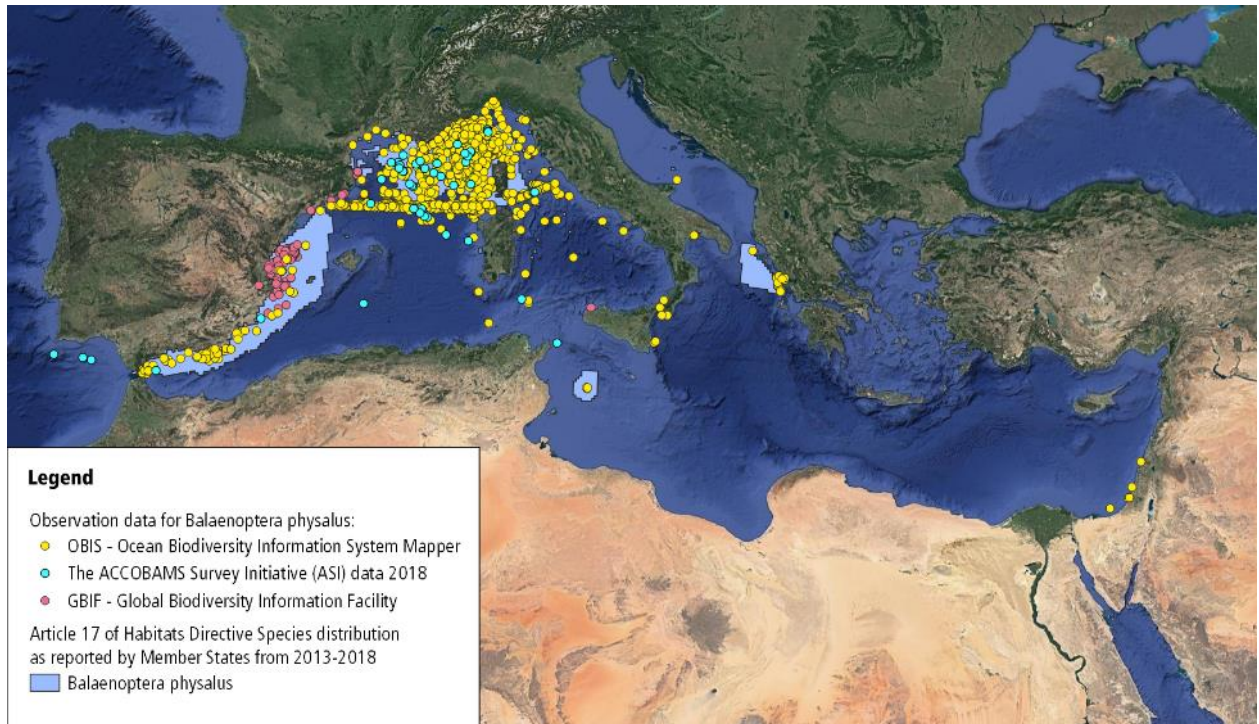 Legend
Observation data for Balaenoptera physalus:
OBIS - Ocean Biodiversity Information System Mapper
The ACCOBAMS Survey Initiative (ASI) data 2018
GBIF - Global Biodiversity Information Facility
Article 17 of Habitats Directive Species distribution
as reported by Member States from 2013-2018
Balaenoptera physalus